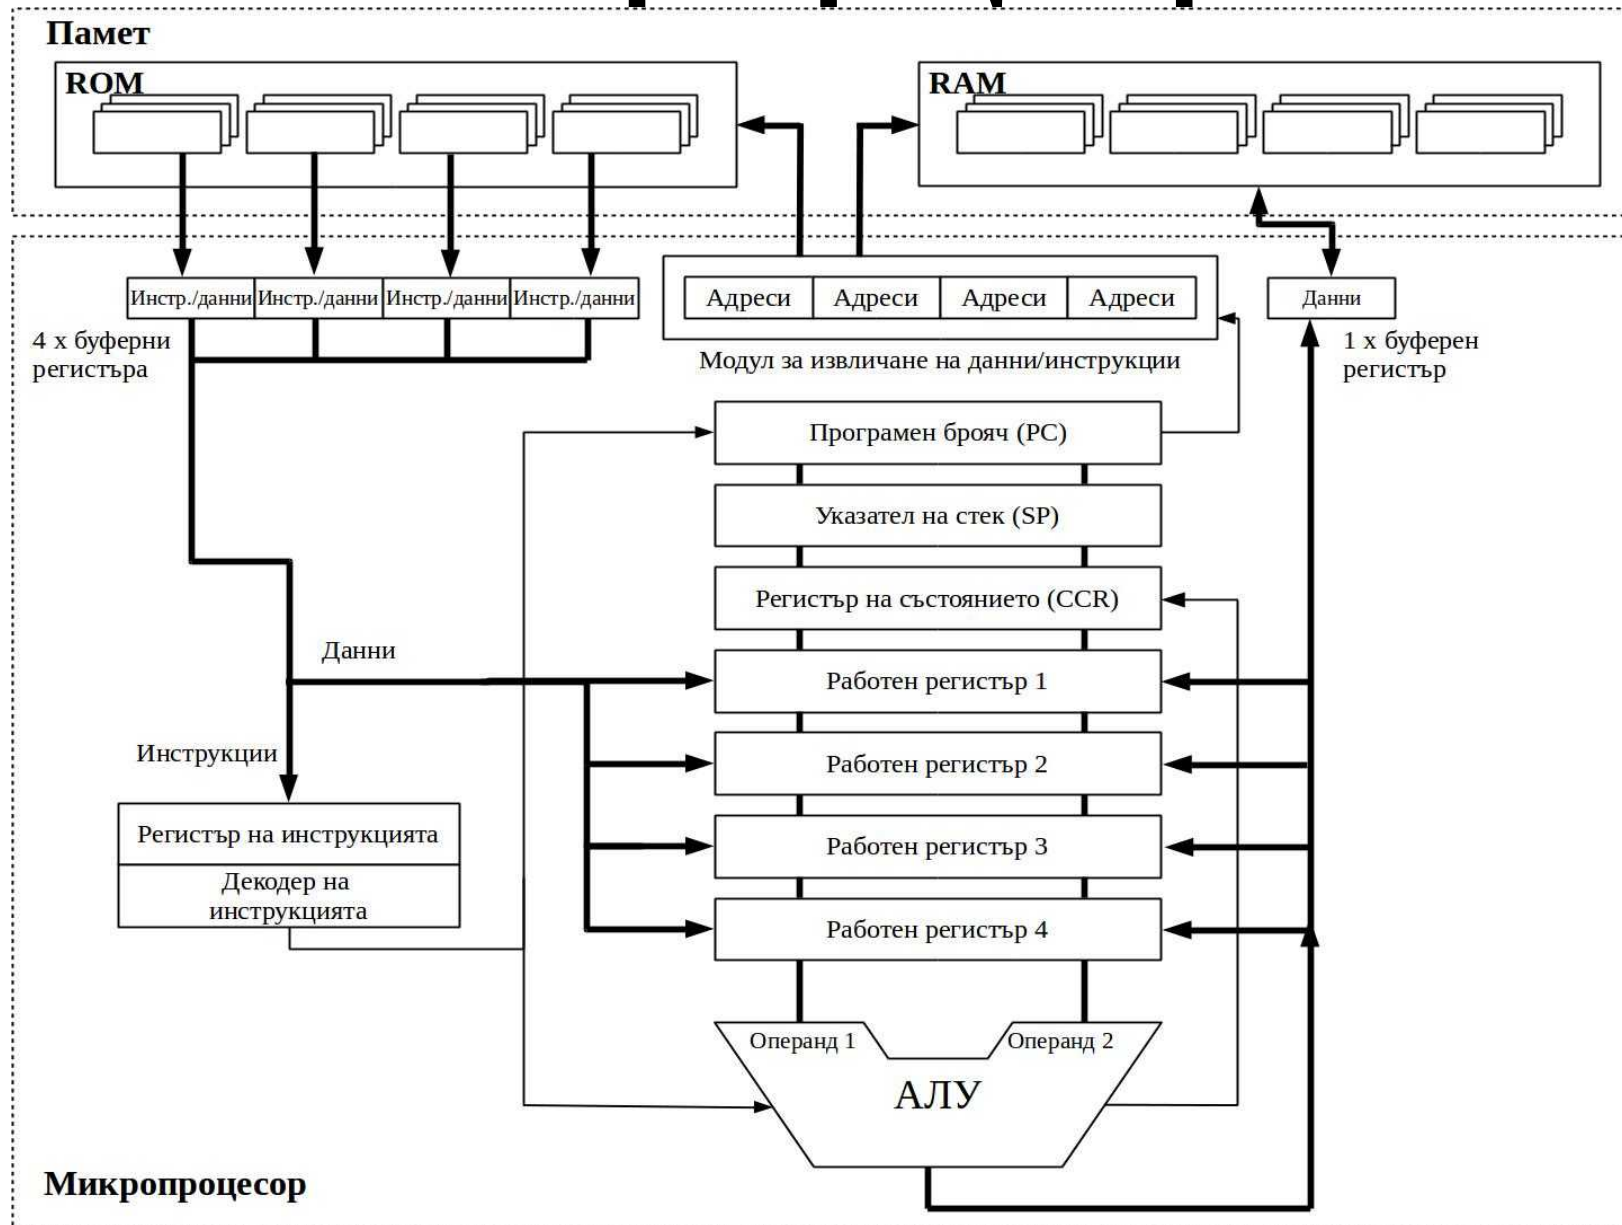 Памет
ROM
RAM
Инстр./данни Инстр./данни Инстр./данни Инстр./данни
Адреси Адреси Адреси Адреси
Данни
4 x буферни
регистъра
Модул за извличане на данни/инструкции
1 x буферен
регистър
Програмен брояч (PC)
Указател на стек (SP)
Регистър на състоянието (CCR)
Данни
Работен регистър 1
Инструкции
Работен регистър 2
Регистър на инструкцията
Работен регистър 3
Декодер на
инструкцията
Работен регистър 4
Операнд 1
Операнд 2
АЛУ
Микропроцесор